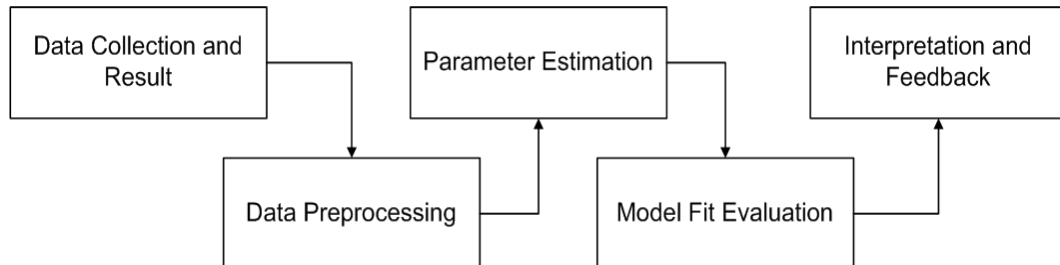 Data Collection and
Result
Data Preprocessing
Parameter Estimation
Model Fit Evaluation
Interpretation and
Feedback